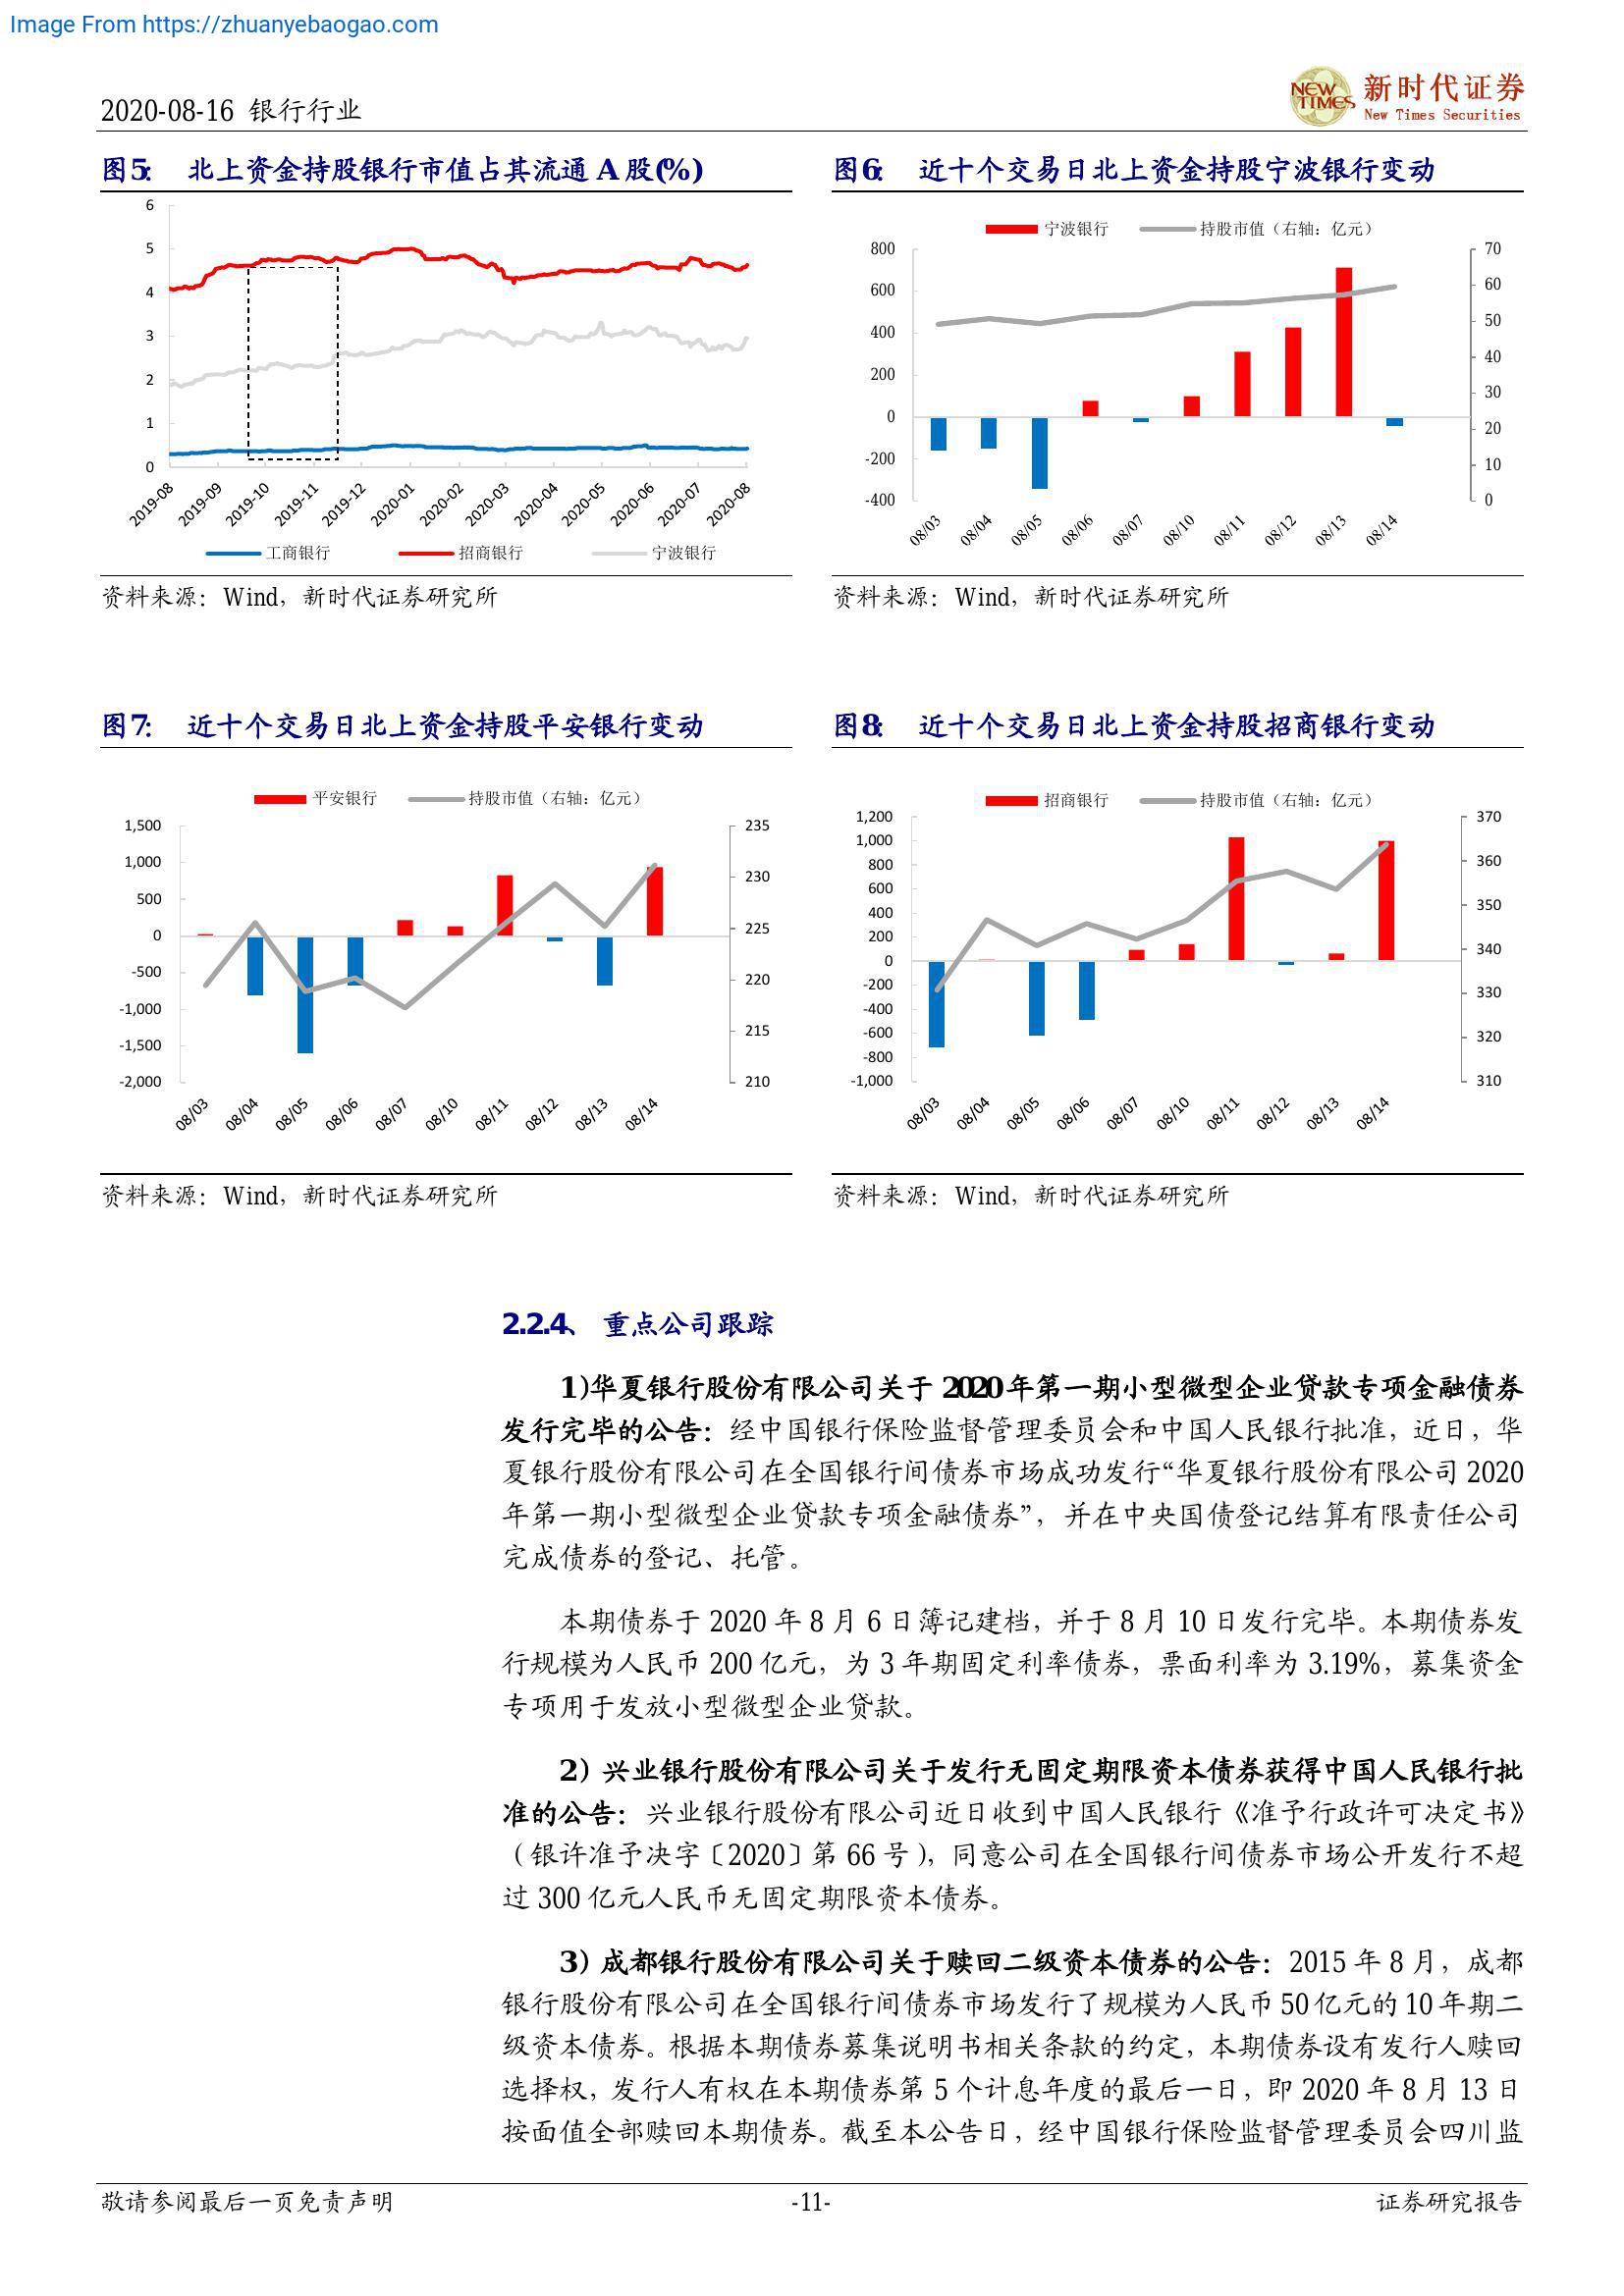 Image From https://zhuanyebaogao.com
2020-08-16 银行行业
NEW TIMES 新时代证券
New Times Securities
图5: 北上资金持股银行市值占其流通 A 股(%)
6
5
4
3
2
1
0
2019-08 2019-09 2019-10 2019-11 2019-12 2020-01 2020-02 2020-03 2020-04 2020-05 2020-06 2020-07 2020-08
工商银行 招商银行 宁波银行
资料来源：Wind，新时代证券研究所
图6: 近十个交易日北上资金持股宁波银行变动
宁波银行 持股市值（右轴：亿元）
800
600
400
200
0
-200
-400
70
60
50
40
30
20
10
0
08/03 08/04 08/05 08/06 08/07 08/10 08/11 08/12 08/13 08/14
资料来源：Wind，新时代证券研究所
图7: 近十个交易日北上资金持股平安银行变动
平安银行 持股市值（右轴：亿元）
1,500
1,000
500
0
-500
-1,000
-1,500
-2,000
235
230
225
220
215
210
08/03 08/04 08/05 08/06 08/07 08/10 08/11 08/12 08/13 08/14
资料来源：Wind，新时代证券研究所
图8: 近十个交易日北上资金持股招商银行变动
招商银行 持股市值（右轴：亿元）
1,200
1,000
800
600
400
200
0
-200
-400
-600
-800
-1,000
370
360
350
340
330
320
310
08/03 08/04 08/05 08/06 08/07 08/10 08/11 08/12 08/13 08/14
资料来源：Wind，新时代证券研究所
2.2.4、 重点公司跟踪
1)华夏银行股份有限公司关于 2020 年第一期小型微型企业贷款专项金融债券
发行完毕的公告：经中国银行保险监督管理委员会和中国人民银行批准，近日，华
夏银行股份有限公司在全国银行间债券市场成功发行“华夏银行股份有限公司 2020
年第一期小型微型企业贷款专项金融债券”，并在中央国债登记结算有限责任公司
完成债券的登记、托管。
本期债券于 2020 年 8 月 6 日簿记建档，并于 8 月 10 日发行完毕。本期债券发
行规模为人民币 200 亿元，为 3 年期固定利率债券，票面利率为 3.19%，募集资金
专项用于发放小型微型企业贷款。
2）兴业银行股份有限公司关于发行无固定期限资本债券获得中国人民银行批
准的公告：兴业银行股份有限公司近日收到中国人民银行《准予行政许可决定书》
（银许准予决字〔2020〕第 66 号），同意公司在全国银行间债券市场公开发行不超
过 300 亿元人民币无固定期限资本债券。
3）成都银行股份有限公司关于赎回二级资本债券的公告：2015 年 8 月，成都
银行股份有限公司在全国银行间债券市场发行了规模为人民币 50 亿元的 10 年期二
级资本债券。根据本期债券募集说明书相关条款的约定，本期债券设有发行人赎回
选择权，发行人有权在本期债券第 5 个计息年度的最后一日，即 2020 年 8 月 13 日
按面值全部赎回本期债券。截至本公告日，经中国银行保险监督管理委员会四川监
敬请参阅最后一页免责声明 -11- 证券研究报告